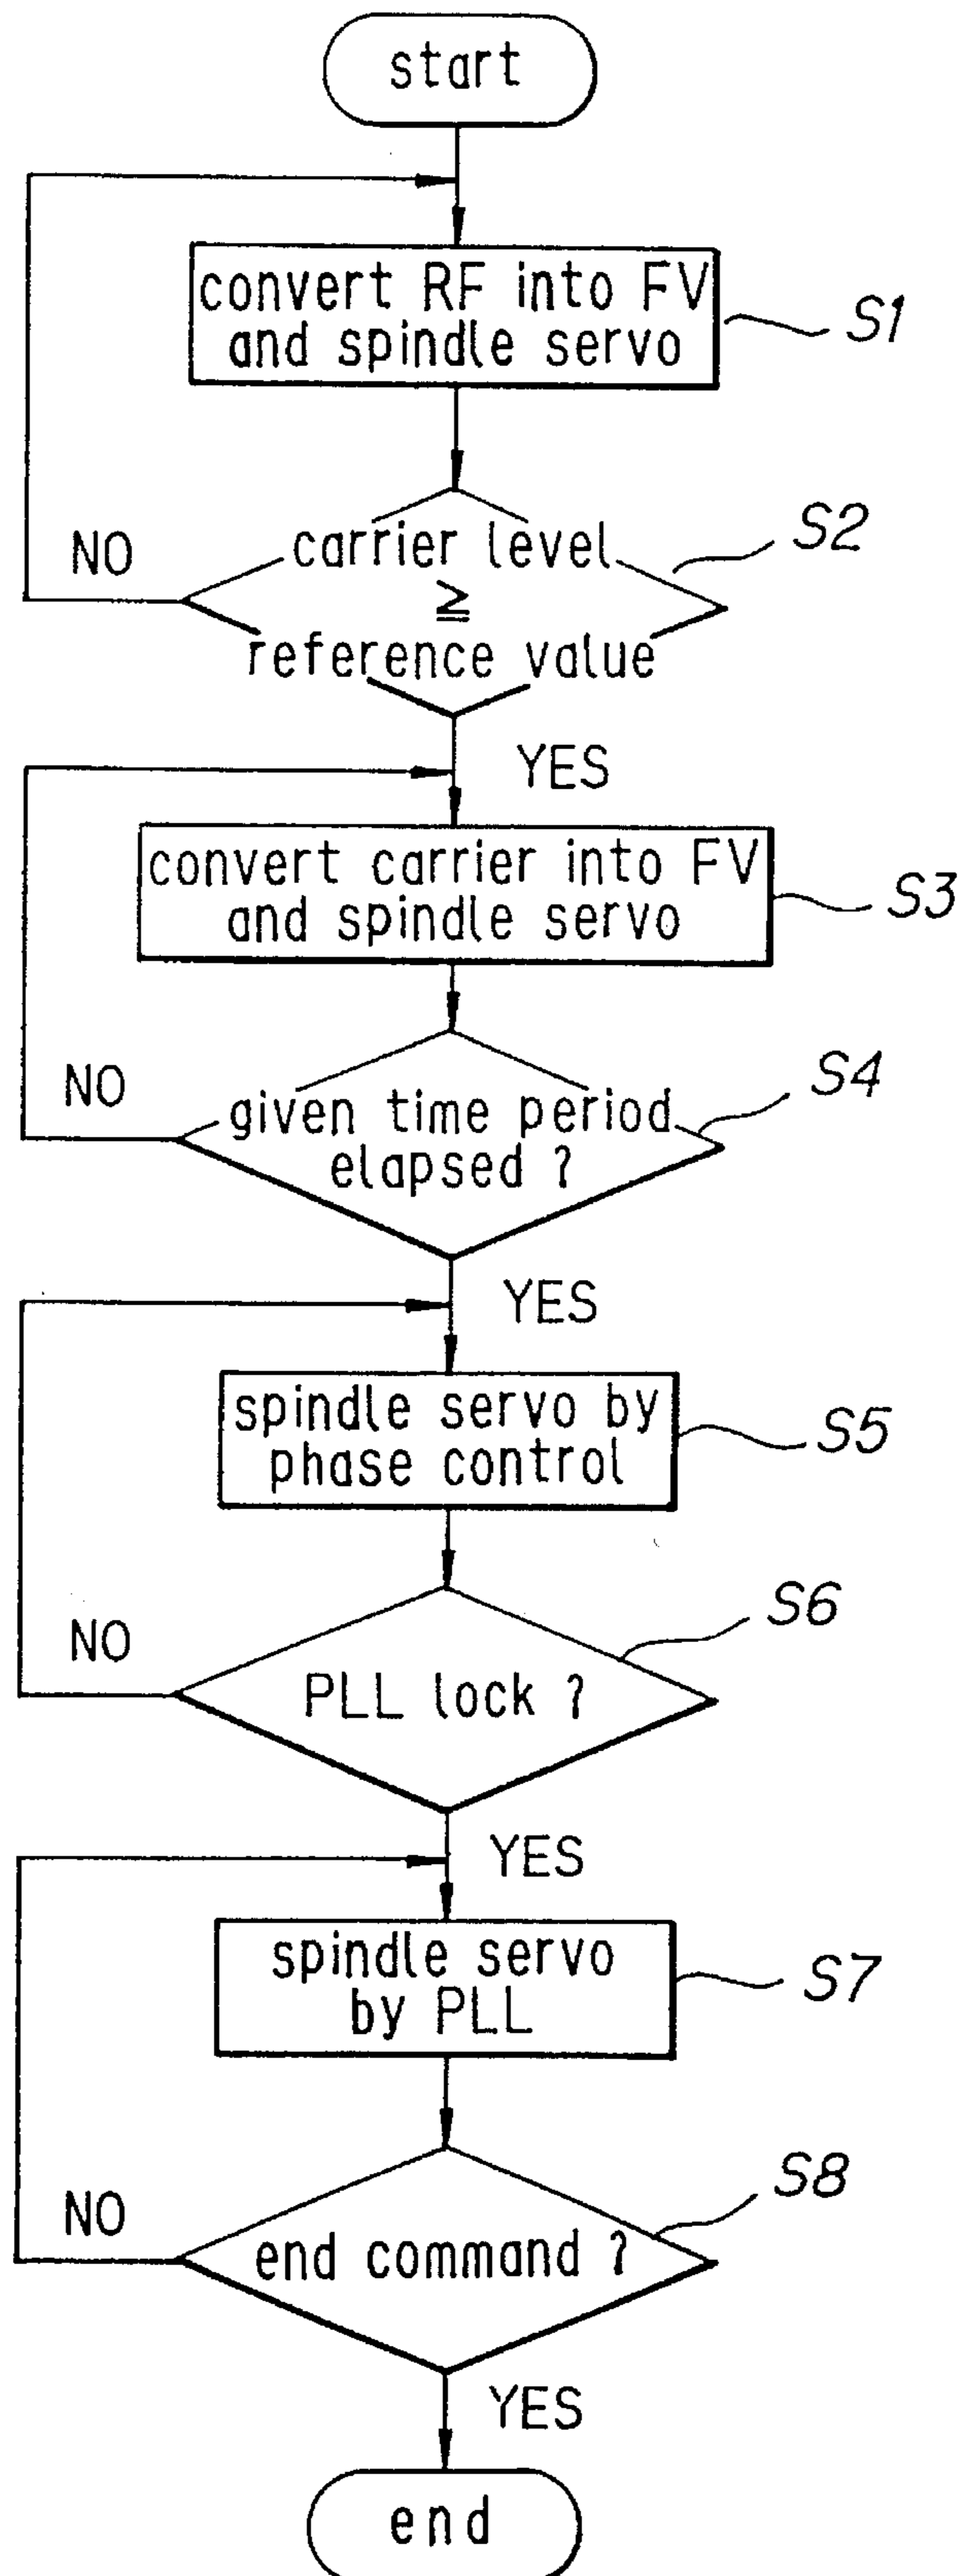 start
convert RF into FV
and spindle servo
S1
carrier level
≧
reference value
S2
NO
YES
convert carrier into FV
and spindle servo
S3
given time period
elapsed ?
S4
NO
YES
spindle servo by
phase control
S5
PLL lock ?
S6
NO
YES
spindle servo
by PLL
S7
end command ?
S8
NO
YES
end